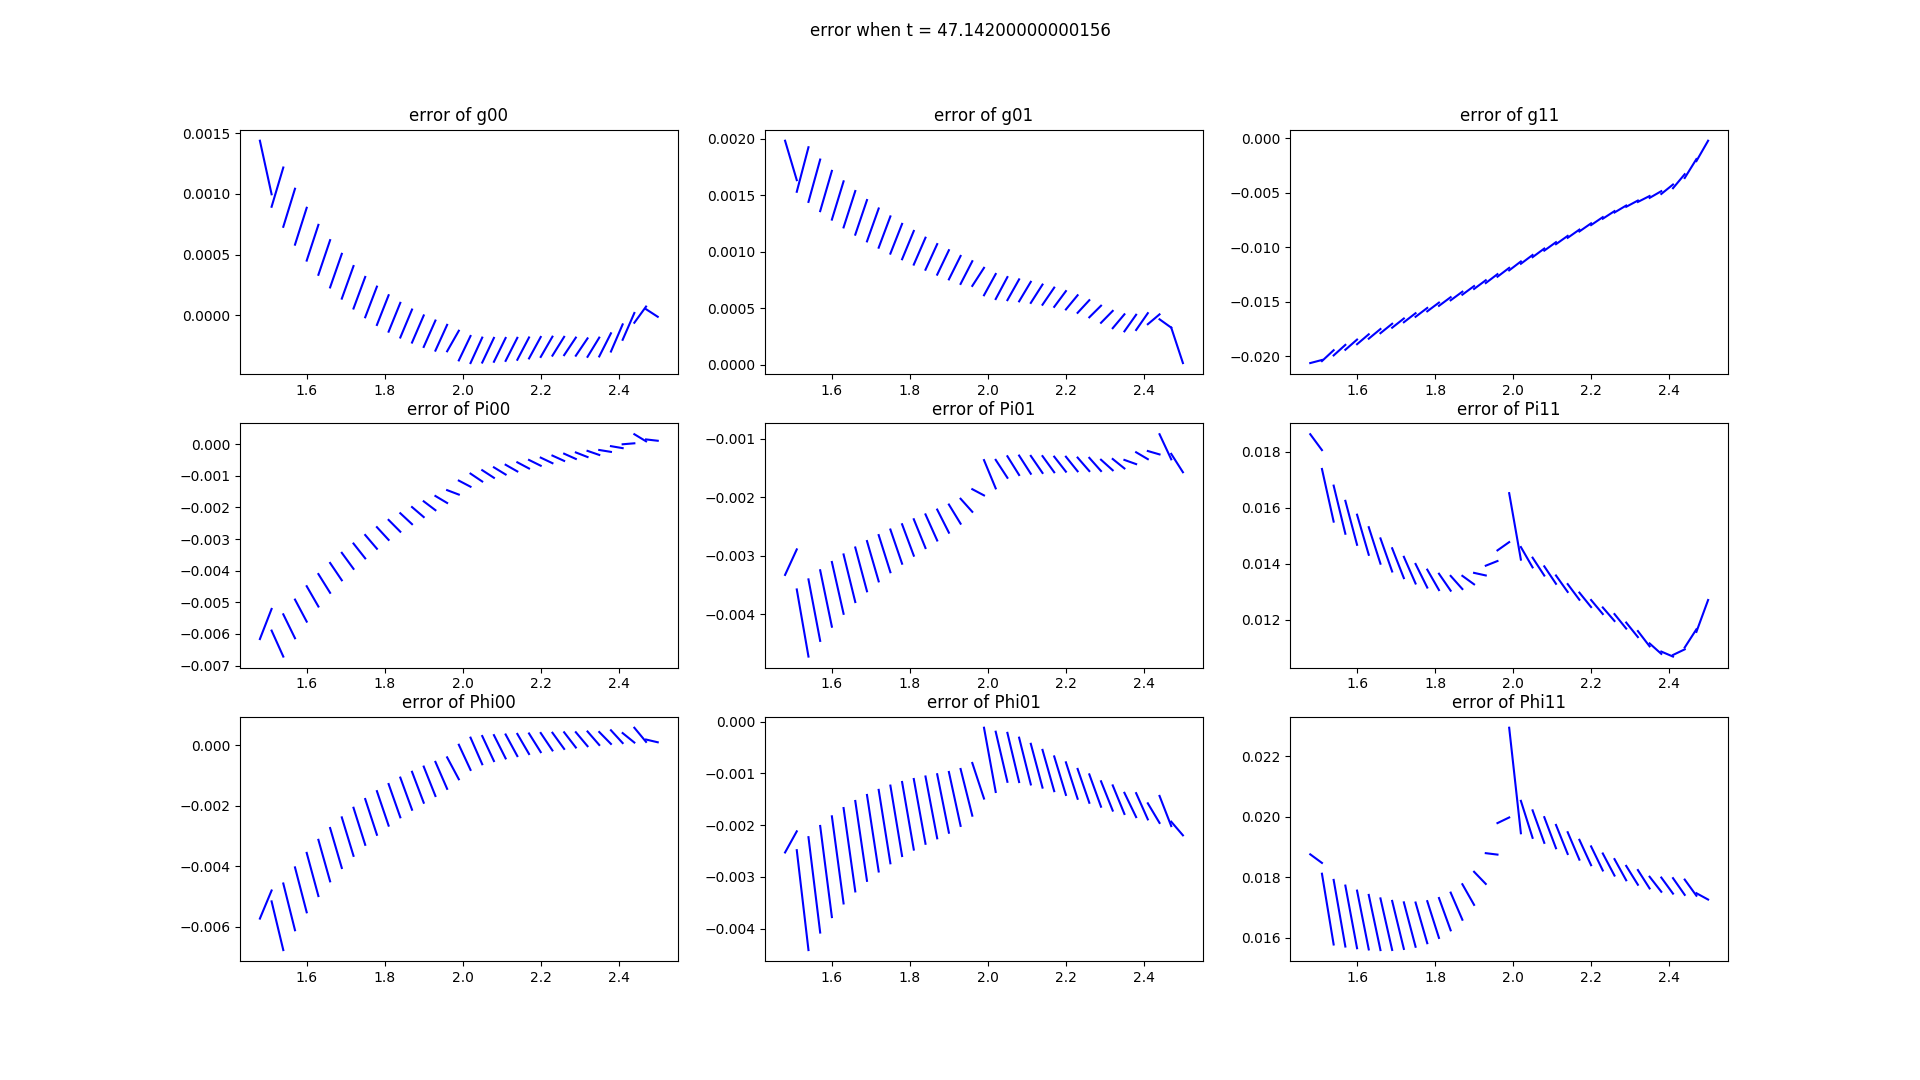 error when t = 47.14200000000156
error of g00
error of g01
error of g11
0.0015
0.0010
0.0005
0.0000
1.6 1.8 2.0 2.2 2.4
0.0020
0.0015
0.0010
0.0005
0.0000
1.6 1.8 2.0 2.2 2.4
0.000
−0.005
−0.010
−0.015
−0.020
1.6 1.8 2.0 2.2 2.4
error of Pi00
error of Pi01
error of Pi11
0.000
−0.001
−0.002
−0.003
−0.004
−0.005
−0.006
−0.007
1.6 1.8 2.0 2.2 2.4
−0.001
−0.002
−0.003
−0.004
1.6 1.8 2.0 2.2 2.4
0.018
0.016
0.014
0.012
1.6 1.8 2.0 2.2 2.4
error of Phi00
error of Phi01
error of Phi11
0.000
−0.002
−0.004
−0.006
1.6 1.8 2.0 2.2 2.4
0.000
−0.001
−0.002
−0.003
−0.004
1.6 1.8 2.0 2.2 2.4
0.022
0.020
0.018
0.016
1.6 1.8 2.0 2.2 2.4